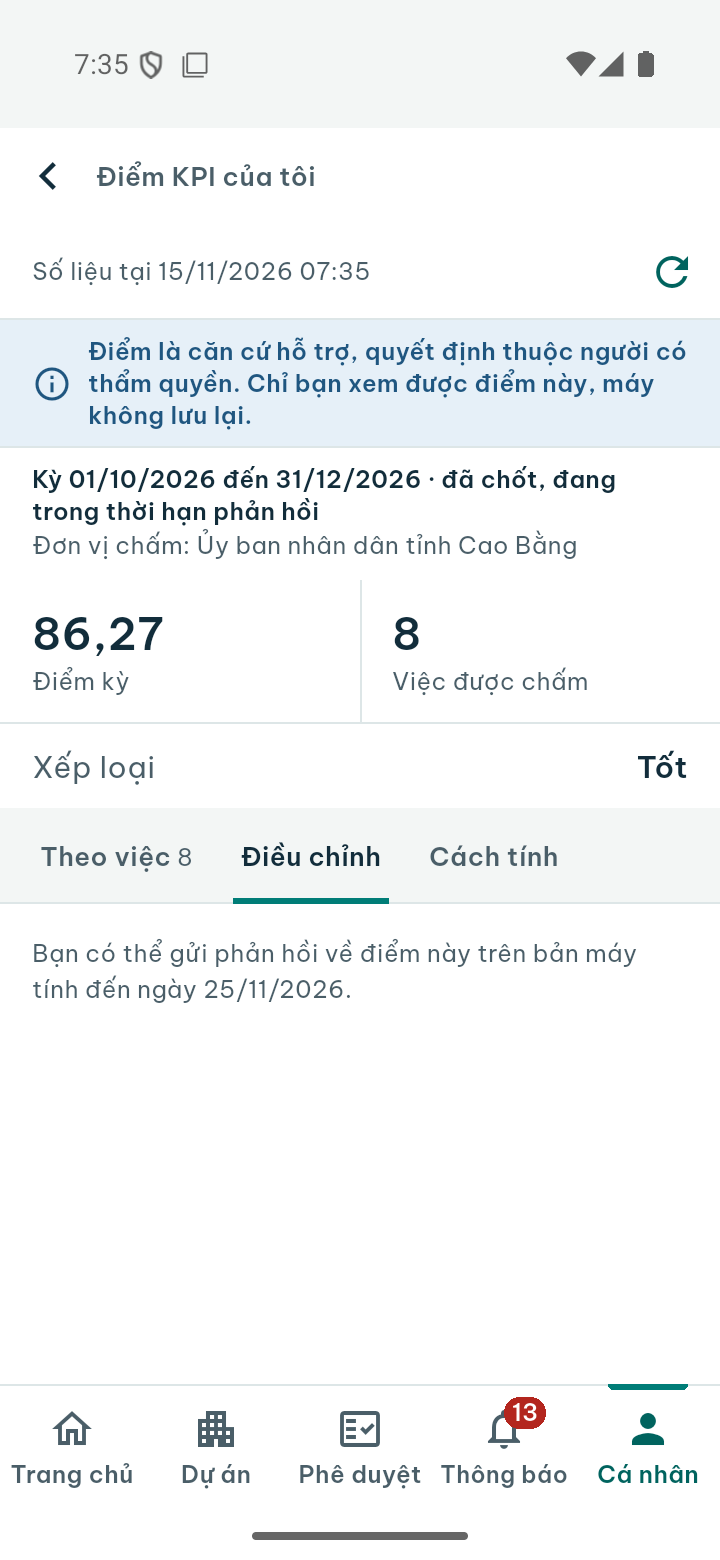 7:35
Điểm KPI của tôi
Số liệu tại 15/11/2026 07:35
Điểm là căn cứ hỗ trợ, quyết định thuộc người có
thẩm quyền. Chỉ bạn xem được điểm này, máy
không lưu lại.
Kỳ 01/10/2026 đến 31/12/2026 · đã chốt, đang
trong thời hạn phản hồi
Đơn vị chấm: Ủy ban nhân dân tỉnh Cao Bằng
86,27
Điểm kỳ
8
Việc được chấm
Xếp loại Tốt
Theo việc 8 Điều chỉnh Cách tính
Bạn có thể gửi phản hồi về điểm này trên bản máy
tính đến ngày 25/11/2026.
13
Trang chủ Dự án Phê duyệt Thông báo Cá nhân